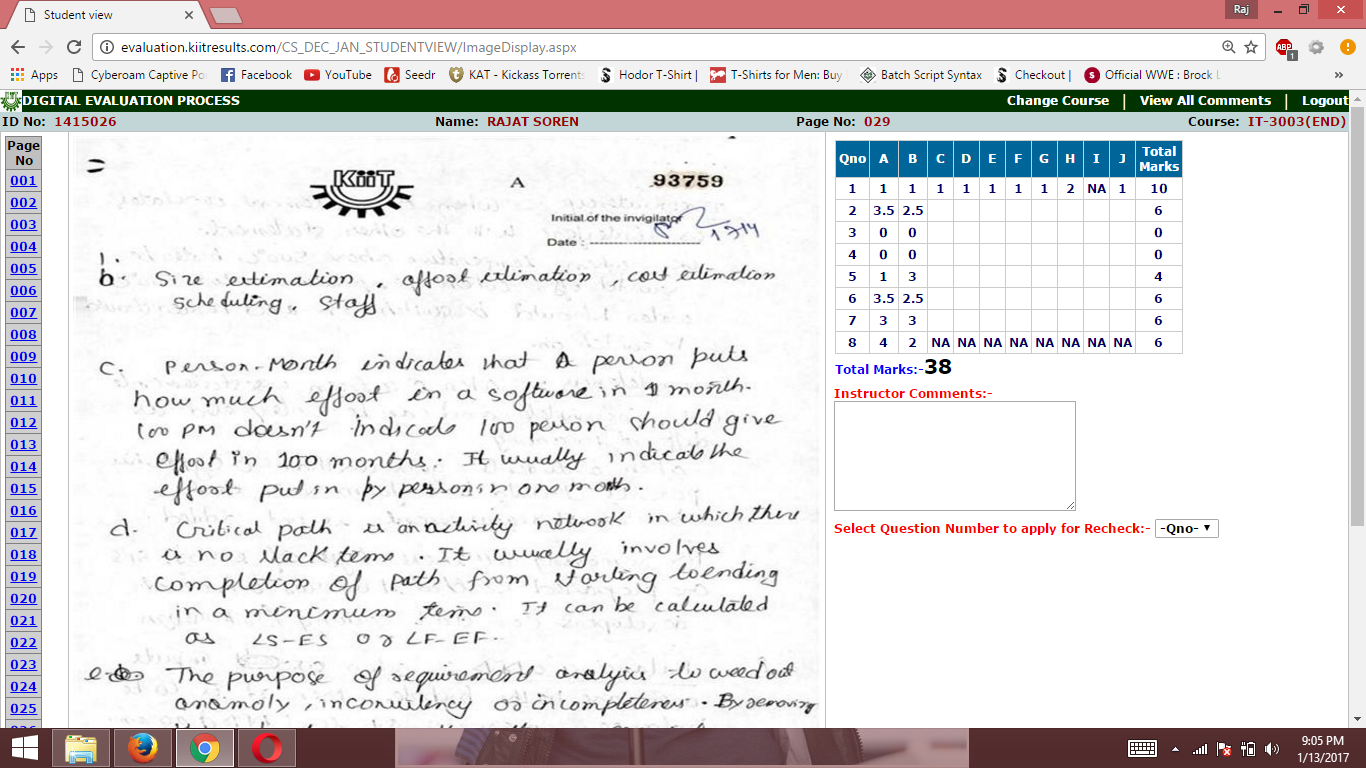 Student view
Raj
evaluation.kiitresults.com/CS_DEC_JAN_STUDENTVIEW/ImageDisplay.aspx
ABP
1
Apps
Cyberoam Captive Po
Facebook
YouTube
Seedr
KAT - Kickass Torrents
Hodor T-Shirt |
T-Shirts for Men: Buy
Batch Script Syntax
Checkout |
Official WWE : Brock L
»
DIGITAL EVALUATION PROCESS
Change Course | View All Comments | Logout
ID No: 1415026 Name: RAJAT SOREN Page No: 029 Course: IT-3003(END)
Page No
001
002
003
004
005
006
007
008
009
010
011
012
013
014
015
016
017
018
019
020
021
022
023
024
025
KiiT
A
93759
Initial of the invigilator
Date :
1.
b. Size estimation, effort estimation, cost estimation
scheduling, staff
c. Person-Month indicates that A person puts
how much effort in a software in 1 month.
100 PM doesn't indicate 100 person should give
effort in 100 months. It usually indicates the
effort put in by person in one month.
d. Critical path is an activity network in which there
is no slack tems. It usually involves
completion of path from starting to ending
in a minimum tems. It can be calculated
as LS-ES or LF-EF.
The purpose of requirement analysis to weed out
anamoly, inconsistency or incompleteness. By removing
Qno A B C D E F G H I J Total Marks
1 1 1 1 1 1 1 1 2 NA 1 10
2 3.5 2.5 6
3 0 0 0
4 0 0 0
5 1 3 4
6 3.5 2.5 6
7 3 3 6
8 4 2 NA NA NA NA NA NA NA NA 6
Total Marks:-38
Instructor Comments:-
Select Question Number to apply for Recheck:- -Qno-
9:05 PM
1/13/2017